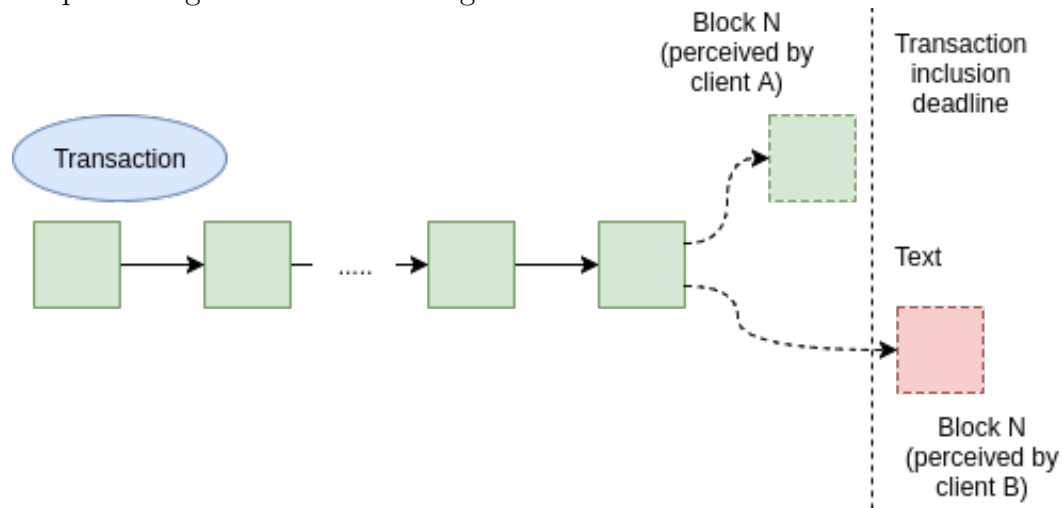 Block N
(perceived by
client A)
Transaction
inclusion
deadline
Transaction
.....
Text
Block N
(perceived by
client B)